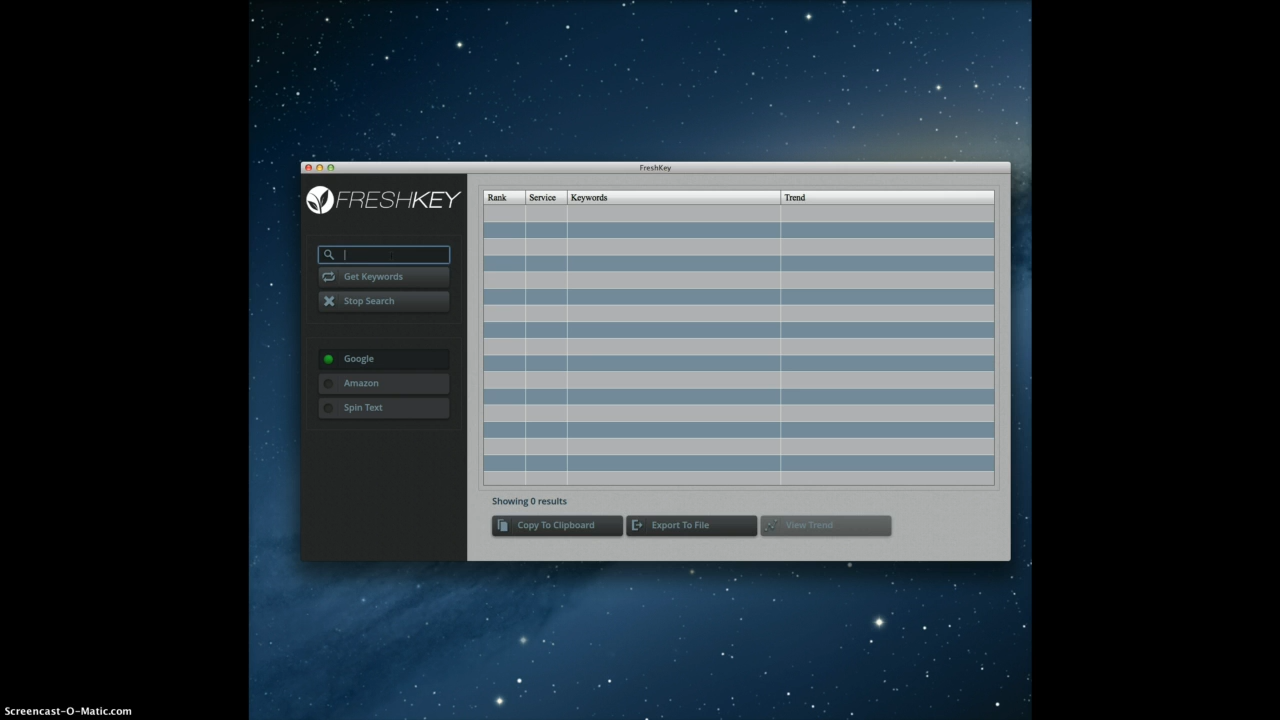 FreshKey
FRESHKEY
Get Keywords
Stop Search
Google
Amazon
Spin Text
Rank Service Keywords Trend
Showing 0 results
Copy To Clipboard Export To File View Trend
Screencast-O-Matic.com